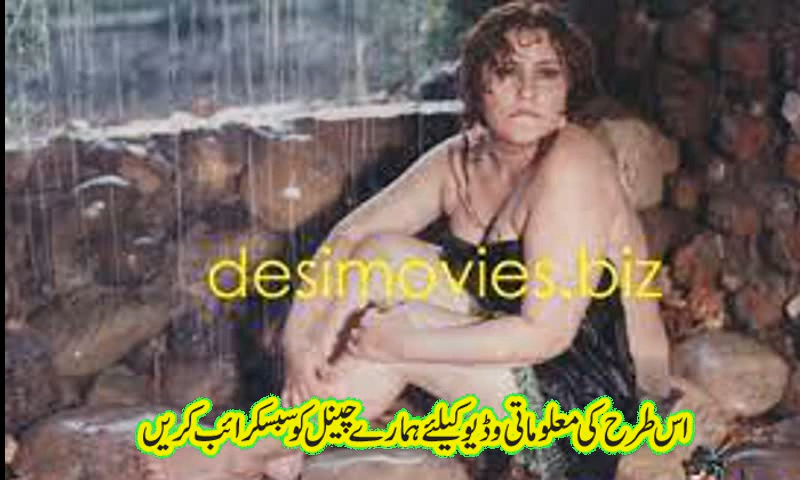 desimovies.biz
اس طرح کی معلوماتی وڈیو کیلئے ہمارے چینل کو سبسکرائب کریں